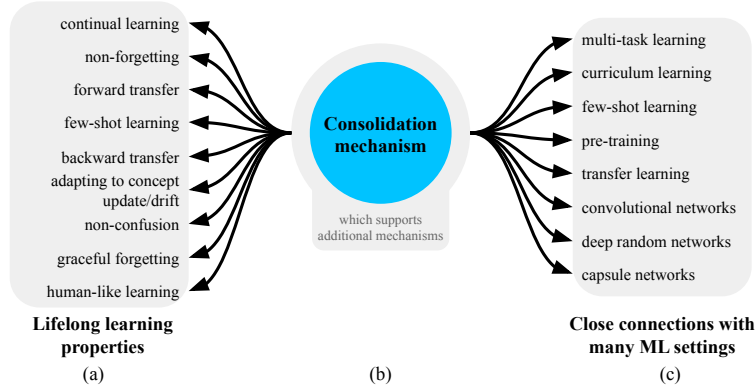 continual learning
non-forgetting
forward transfer
few-shot learning
backward transfer
adapting to concept
update/drift
non-confusion
graceful forgetting
human-like learning
Lifelong learning
properties
(a)
Consolidation
mechanism
which supports
additional mechanisms
(b)
multi-task learning
curriculum learning
few-shot learning
pre-training
transfer learning
convolutional networks
deep random networks
capsule networks
Close connections with
many ML settings
(c)